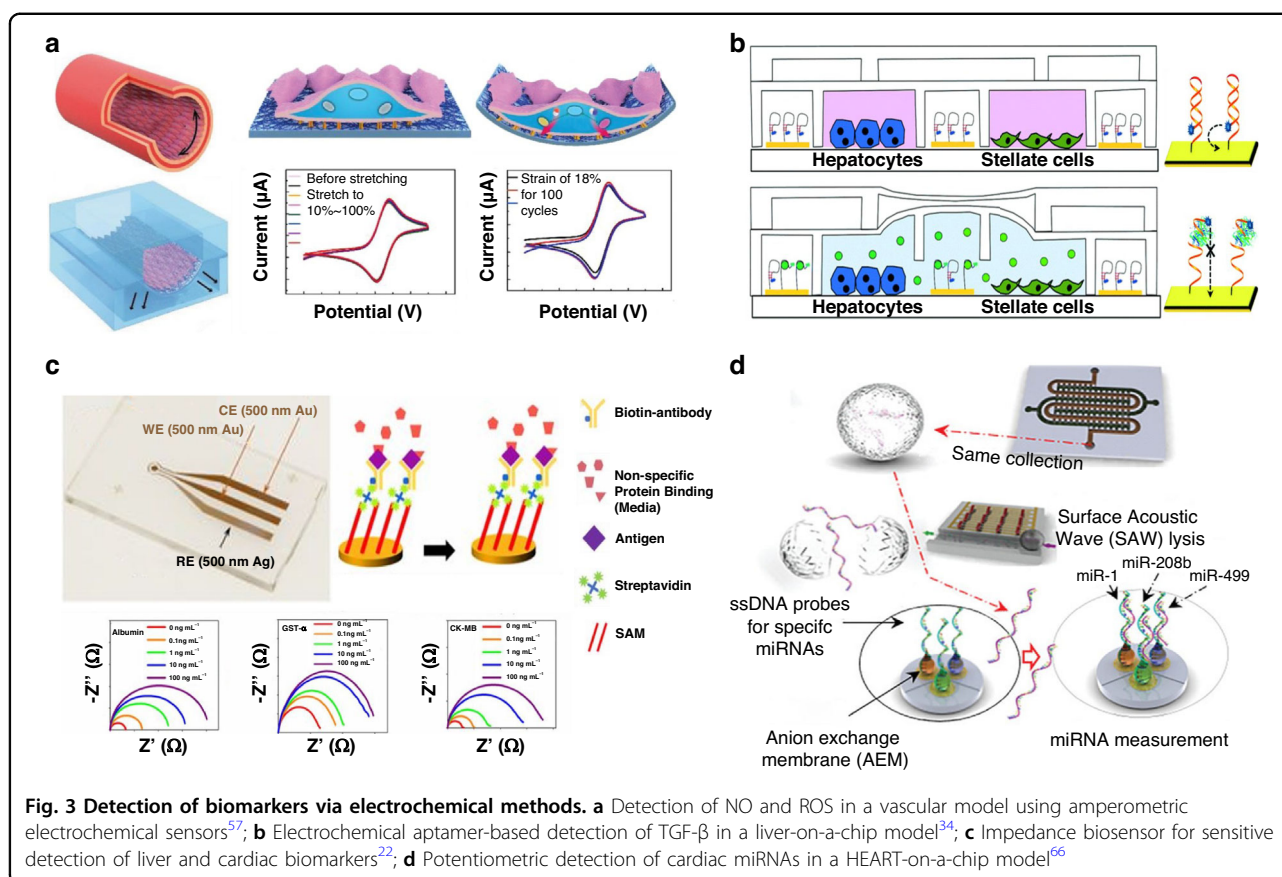 a
Before stretching
Stretch to
10%~100%
Current (μA)
Potential (V)
Strain of 18%
for 100
cycles
Current (μA)
Potential (V)
b
Hepatocytes
Stellate cells
Hepatocytes
Stellate cells
c
CE (500 nm Au)
WE (500 nm Au)
RE (500 nm Ag)
Biotin-antibody
Non-specific
Protein Binding
(Media)
Antigen
Streptavidin
SAM
Albumin
0 ng mL⁻¹
0.1ng mL⁻¹
1 ng mL⁻¹
10 ng mL⁻¹
100 ng mL⁻¹
-Z'' (Ω)
Z' (Ω)
GST-α
0 ng mL⁻¹
0.1ng mL⁻¹
1 ng mL⁻¹
10 ng mL⁻¹
100 ng mL⁻¹
-Z'' (Ω)
Z' (Ω)
CK-MB
0 ng mL⁻¹
0.1ng mL⁻¹
1 ng mL⁻¹
10 ng mL⁻¹
100 ng mL⁻¹
-Z'' (Ω)
Z' (Ω)
d
Same collection
Surface Acoustic
Wave (SAW) lysis
miR-208b
miR-1
miR-499
ssDNA probes
for specifc
miRNAs
Anion exchange
membrane (AEM)
miRNA measurement
Fig. 3 Detection of biomarkers via electrochemical methods. a Detection of NO and ROS in a vascular model using amperometric
electrochemical sensors⁵⁷; b Electrochemical aptamer-based detection of TGF-β in a liver-on-a-chip model³⁴; c Impedance biosensor for sensitive
detection of liver and cardiac biomarkers²²; d Potentiometric detection of cardiac miRNAs in a HEART-on-a-chip model⁶⁶